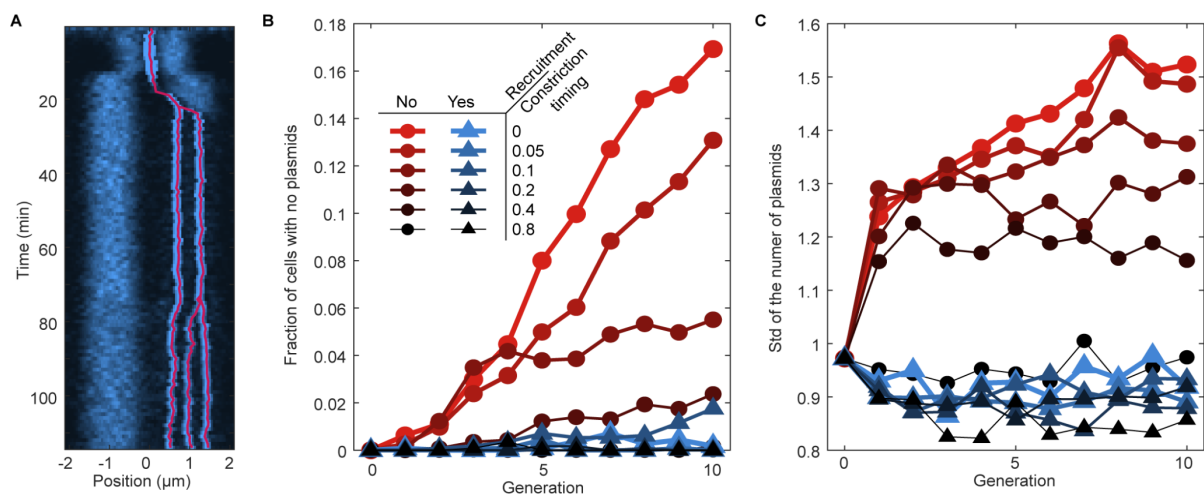 A
Time (min)
20
40
60
80
100
-2 -1 0 1 2
Position (µm)
B
Fraction of cells with no plasmids
0.18
0.16
0.14
0.12
0.1
0.08
0.06
0.04
0.02
0
0 5 10
Generation
Recruitment
Constriction
timing
No Yes
0
0.05
0.1
0.2
0.4
0.8
C
Std of the numer of plasmids
1.6
1.5
1.4
1.3
1.2
1.1
1
0.9
0.8
0 5 10
Generation